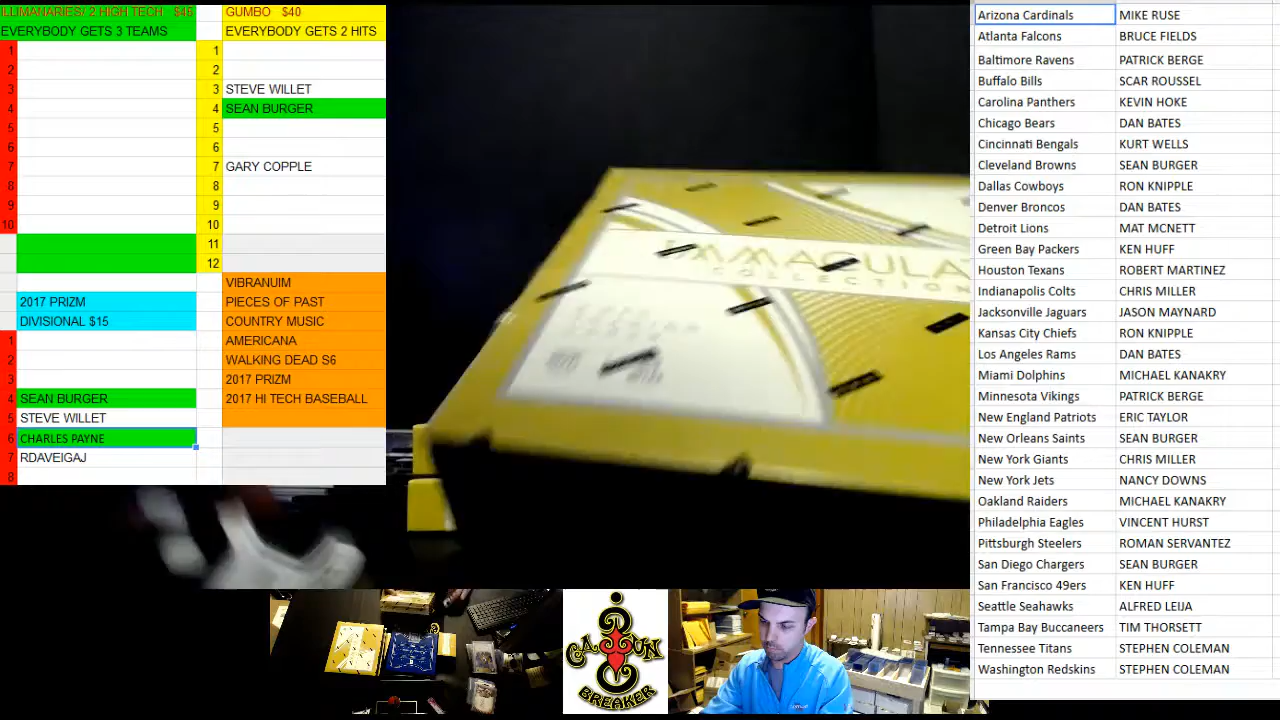 ILLIMANARIES/ 2 HIGH TECH $45
EVERYBODY GETS 3 TEAMS
1
2
3
4
5
6
7
8
9
10
2017 PRIZM
DIVISIONAL $15
1
2
3
4 SEAN BURGER
5 STEVE WILLET
6 CHARLES PAYNE
7 RDAVEIGAJ
8
GUMBO $40
EVERYBODY GETS 2 HITS
1
2
3 STEVE WILLET
4 SEAN BURGER
5
6
7 GARY COPPLE
8
9
10
11
12
VIBRANUIM
PIECES OF PAST
COUNTRY MUSIC
AMERICANA
WALKING DEAD S6
2017 PRIZM
2017 HI TECH BASEBALL
IMMACULA
COLLECTION
CAJUN
BREAKER
Arizona Cardinals MIKE RUSE
Atlanta Falcons BRUCE FIELDS
Baltimore Ravens PATRICK BERGE
Buffalo Bills SCAR ROUSSEL
Carolina Panthers KEVIN HOKE
Chicago Bears DAN BATES
Cincinnati Bengals KURT WELLS
Cleveland Browns SEAN BURGER
Dallas Cowboys RON KNIPPLE
Denver Broncos DAN BATES
Detroit Lions MAT MCNETT
Green Bay Packers KEN HUFF
Houston Texans ROBERT MARTINEZ
Indianapolis Colts CHRIS MILLER
Jacksonville Jaguars JASON MAYNARD
Kansas City Chiefs RON KNIPPLE
Los Angeles Rams DAN BATES
Miami Dolphins MICHAEL KANAKRY
Minnesota Vikings PATRICK BERGE
New England Patriots ERIC TAYLOR
New Orleans Saints SEAN BURGER
New York Giants CHRIS MILLER
New York Jets NANCY DOWNS
Oakland Raiders MICHAEL KANAKRY
Philadelphia Eagles VINCENT HURST
Pittsburgh Steelers ROMAN SERVANTEZ
San Diego Chargers SEAN BURGER
San Francisco 49ers KEN HUFF
Seattle Seahawks ALFRED LEIJA
Tampa Bay Buccaneers TIM THORSETT
Tennessee Titans STEPHEN COLEMAN
Washington Redskins STEPHEN COLEMAN